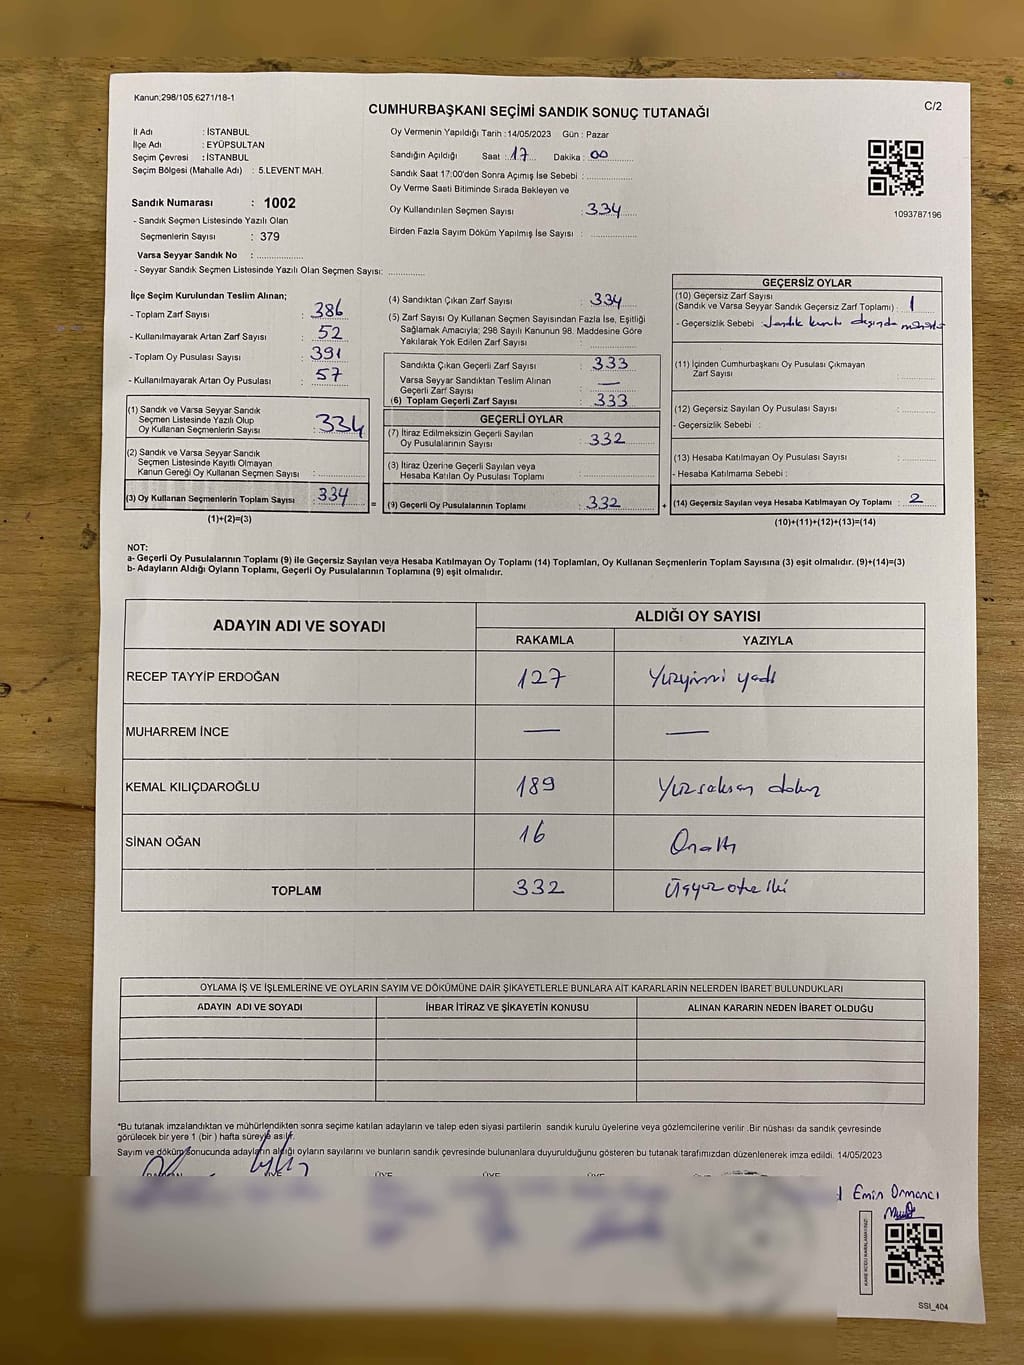 Kanun;298/105,6271/18-1
C/2
CUMHURBAŞKANI SEÇİMİ SANDIK SONUÇ TUTANAĞI
İl Adı : İSTANBUL
İlçe Adı : EYÜPSULTAN
Seçim Çevresi : İSTANBUL
Seçim Bölgesi (Mahalle Adı) : 5.LEVENT MAH.
Sandık Numarası : 1002
- Sandık Seçmen Listesinde Yazılı Olan
Seçmenlerin Sayısı : 379
Varsa Seyyar Sandık No : ..................
- Seyyar Sandık Seçmen Listesinde Yazılı Olan Seçmen Sayısı: ............
Oy Vermenin Yapıldığı Tarih : 14/05/2023 Gün : Pazar
Sandığın Açıldığı Saat : 17 Dakika : 00
Sandık Saat 17:00'den Sonra Açımış İse Sebebi : ..............
Oy Verme Saati Bitiminde Sırada Bekleyen ve
Oy Kullandırılan Seçmen Sayısı : 334
Birden Fazla Sayım Döküm Yapılmış İse Sayısı : ..............
1093787196
İlçe Seçim Kurulundan Teslim Alınan;
- Toplam Zarf Sayısı : 386
- Kullanılmayarak Artan Zarf Sayısı : 52
- Toplam Oy Pusulası Sayısı : 391
- Kullanılmayarak Artan Oy Pusulası : 57
(1) Sandık ve Varsa Seyyar Sandık
Seçmen Listesinde Yazılı Olup
Oy Kullanan Seçmenlerin Sayısı : 334
(2) Sandık ve Varsa Seyyar Sandık
Seçmen Listesinde Kayıtlı Olmayan
Kanun Gereği Oy Kullanan Seçmen Sayısı : ..............
(3) Oy Kullanan Seçmenlerin Toplam Sayısı : 334 =
(1)+(2)=(3)
(4) Sandıktan Çıkan Zarf Sayısı : 334
(5) Zarf Sayısı Oy Kullanan Seçmen Sayısından Fazla İse, Eşitliği
Sağlamak Amacıyla; 298 Sayılı Kanunun 98. Maddesine Göre
Yakılarak Yok Edilen Zarf Sayısı : ..............
Sandıkta Çıkan Geçerli Zarf Sayısı : 333
Varsa Seyyar Sandıktan Teslim Alınan
Geçerli Zarf Sayısı : —
(6) Toplam Geçerli Zarf Sayısı : 333
GEÇERLİ OYLAR
(7) İtiraz Edilmeksizin Geçerli Sayılan
Oy Pusulalarının Sayısı : 332
(3) İtiraz Üzerine Geçerli Sayılan veya
Hesaba Katılan Oy Pusulası Toplamı : ..............
(9) Geçerli Oy Pusulalarının Toplamı : 332 +
GEÇERSİZ OYLAR
(10) Geçersiz Zarf Sayısı
(Sandık ve Varsa Seyyar Sandık Geçersiz Zarf Toplamı) : 1
- Geçersizlik Sebebi : Sandık kurulu dışında
(11) İçinden Cumhurbaşkanı Oy Pusulası Çıkmayan
Zarf Sayısı : ..............
(12) Geçersiz Sayılan Oy Pusulası Sayısı : ..............
- Geçersizlik Sebebi :
(13) Hesaba Katılmayan Oy Pusulası Sayısı : ..............
- Hesaba Katılmama Sebebi :
(14) Geçersiz Sayılan veya Hesaba Katılmayan Oy Toplamı : 2
(10)+(11)+(12)+(13)=(14)
NOT:
a- Geçerli Oy Pusulalarının Toplamı (9) ile Geçersiz Sayılan veya Hesaba Katılmayan Oy Toplamı (14) Toplamları, Oy Kullanan Seçmenlerin Toplam Sayısına (3) eşit olmalıdır. (9)+(14)=(3)
b- Adayların Aldığı Oyların Toplamı, Geçerli Oy Pusulalarının Toplamına (9) eşit olmalıdır.
ADAYIN ADI VE SOYADI
ALDIĞI OY SAYISI
RAKAMLA YAZIYLA
RECEP TAYYİP ERDOĞAN 127 Yüzyirmi yedi
MUHARREM İNCE — —
KEMAL KILIÇDAROĞLU 189 Yüzseksen dokuz
SİNAN OĞAN 16 Onaltı
TOPLAM 332 Üçyüz otuz iki
OYLAMA İŞ VE İŞLEMLERİNE VE OYLARIN SAYIM VE DÖKÜMÜNE DAİR ŞİKAYETLERLE BUNLARA AİT KARARLARIN NELERDEN İBARET BULUNDUKLARI
ADAYIN ADI VE SOYADI İHBAR İTİRAZ VE ŞİKAYETİN KONUSU ALINAN KARARIN NEDEN İBARET OLDUĞU
*Bu tutanak imzalandıktan ve mühürlendikten sonra seçime katılan adayların ve talep eden siyasi partilerin sandık kurulu üyelerine veya gözlemcilerine verilir .Bir nüshası da sandık çevresinde
görülecek bir yere 1 (bir) hafta süreyle asılır.
Sayım ve döküm sonucunda adayların aldığı oyların sayılarını ve bunların sandık çevresinde bulunanlara duyurulduğunu gösteren bu tutanak tarafımızdan düzenlenerek imza edildi. 14/05/2023
BAŞKAN ÜYE ÜYE ÜYE ÜYE
Emin Ormancı
SSI_404